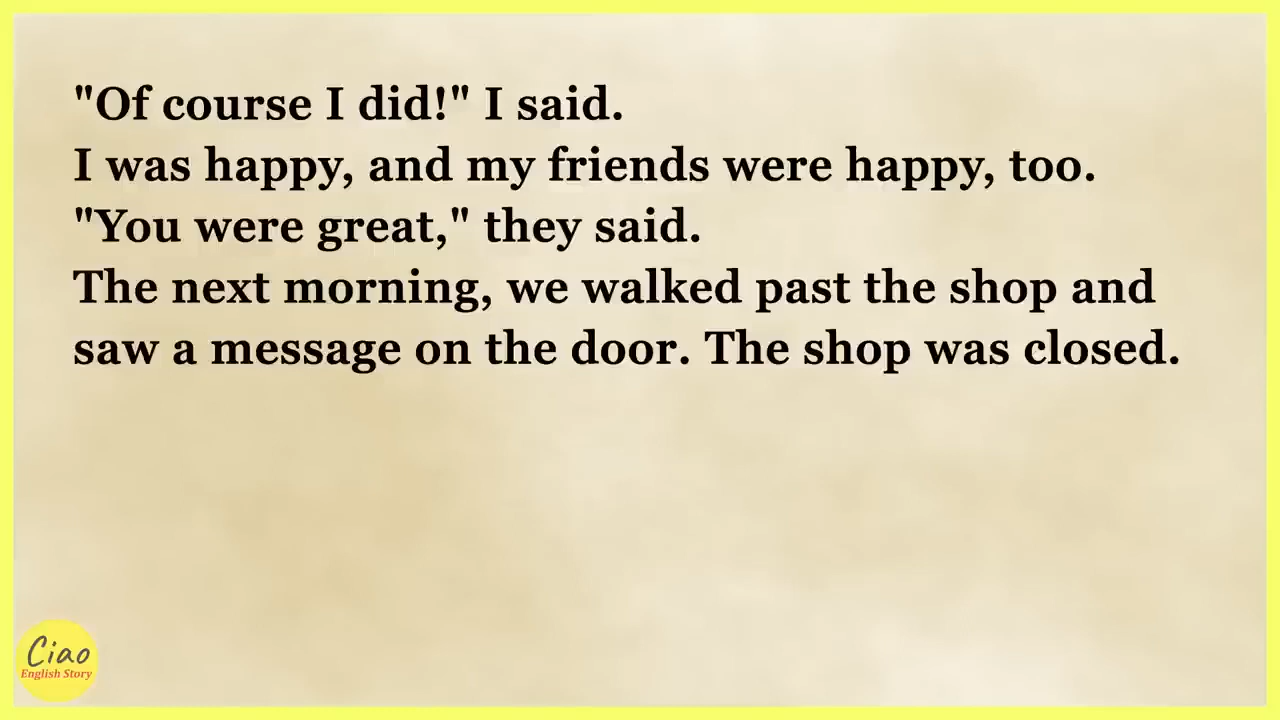 "Of course I did!" I said.
I was happy, and my friends were happy, too.
"You were great," they said.
The next morning, we walked past the shop and
saw a message on the door. The shop was closed.
Ciao
English Story